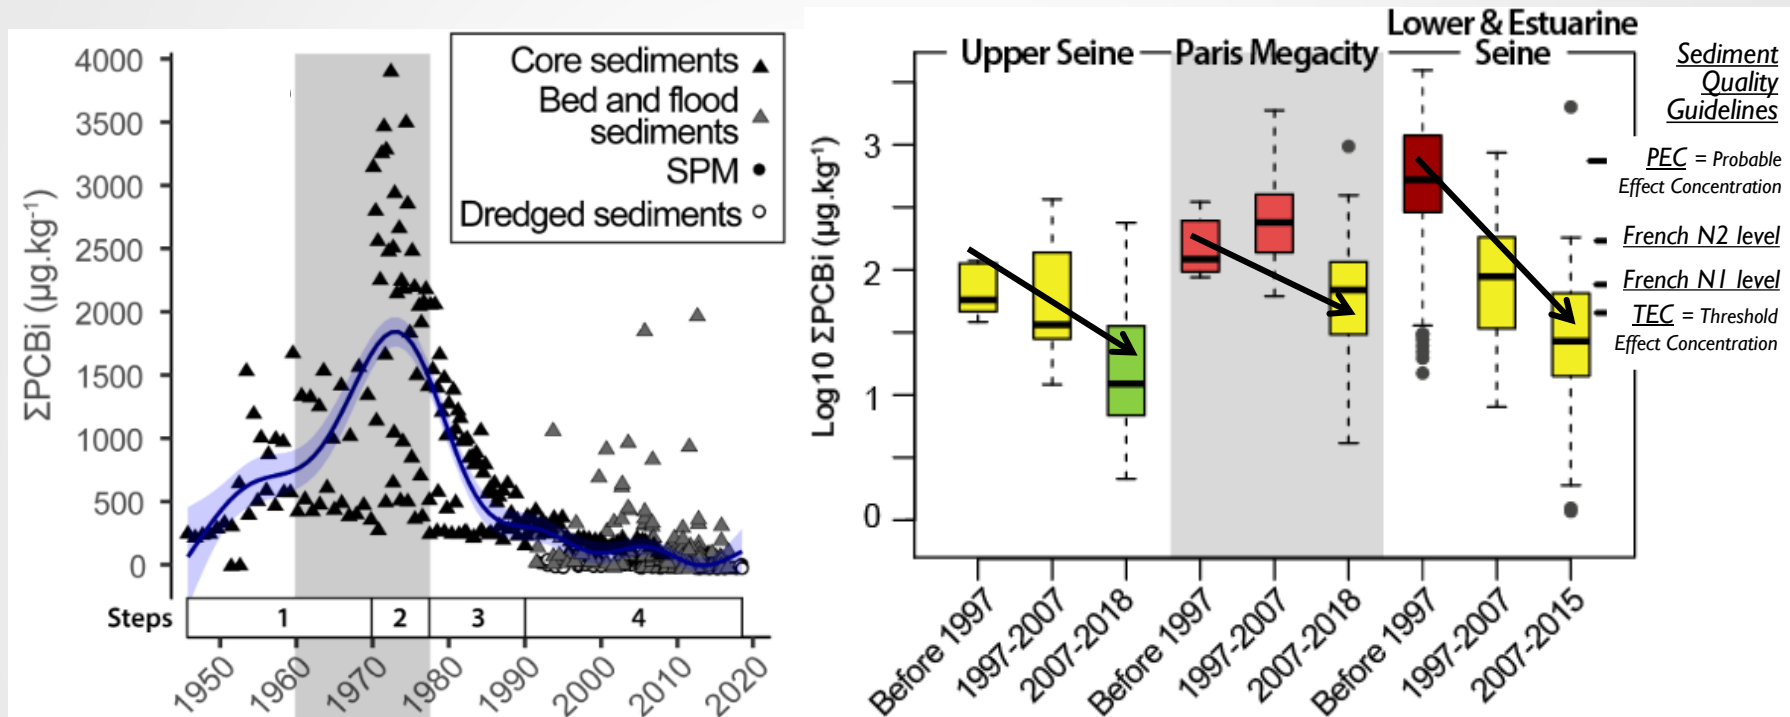 ΣPCBi (µg.kg⁻¹)
4000
3500
3000
2500
2000
1500
1000
500
0
Core sediments
Bed and flood
sediments
SPM
Dredged sediments
Steps
1
2
3
4
1950
1960
1970
1980
1990
2000
2010
2020
Log10 ΣPCBi (µg.kg⁻¹)
3
2
1
0
Upper Seine
Paris Megacity
Lower & Estuarine
Seine
Before 1997
1997-2007
2007-2018
Before 1997
1997-2007
2007-2018
Before 1997
1997-2007
2007-2015
Sediment
Quality
Guidelines
PEC = Probable
Effect Concentration
French N2 level
French N1 level
TEC = Threshold
Effect Concentration